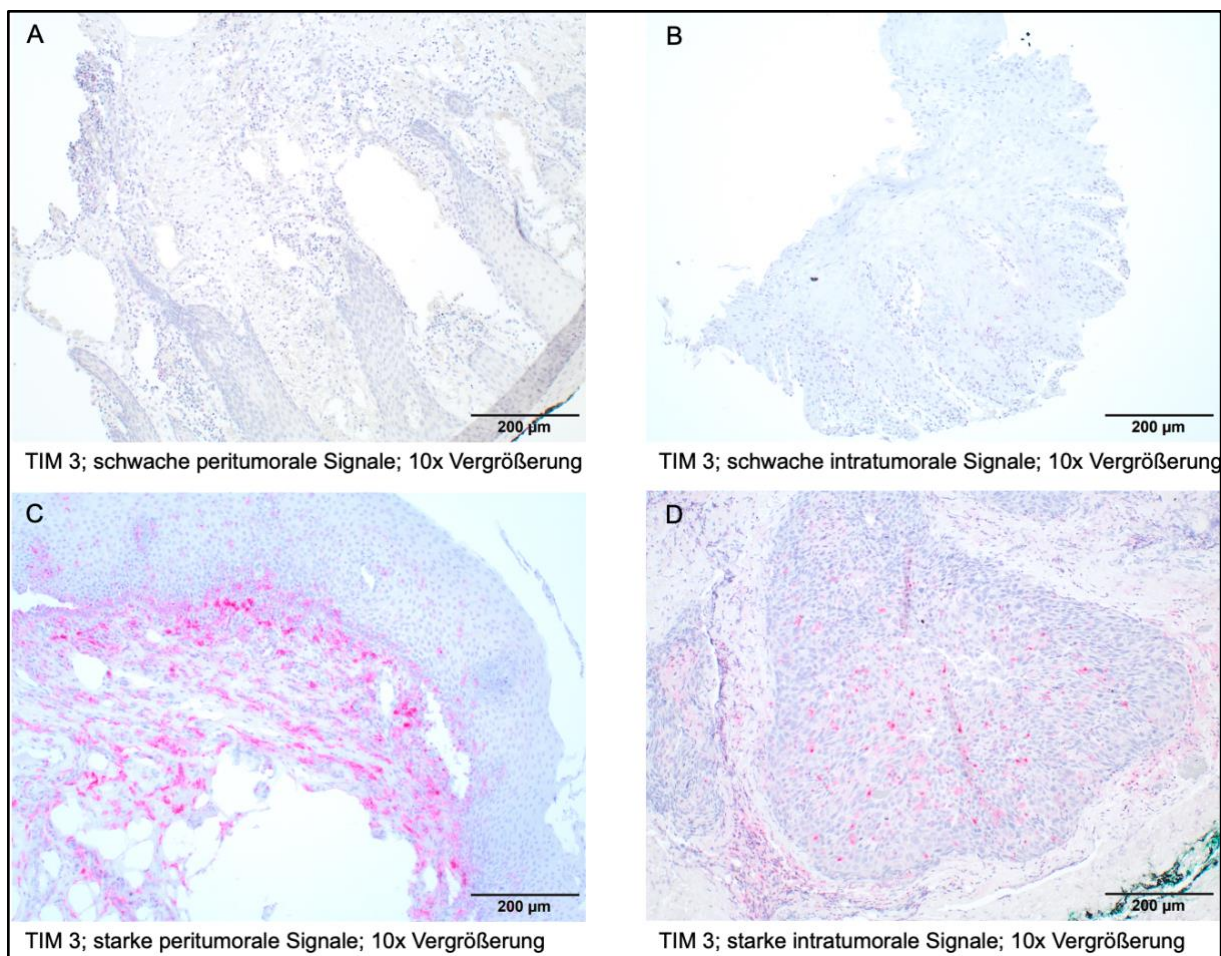 A
B
200 µm
200 µm
TIM 3; schwache peritumorale Signale; 10x Vergrößerung
TIM 3; schwache intratumorale Signale; 10x Vergrößerung
C
D
200 µm
200 µm
TIM 3; starke peritumorale Signale; 10x Vergrößerung
TIM 3; starke intratumorale Signale; 10x Vergrößerung